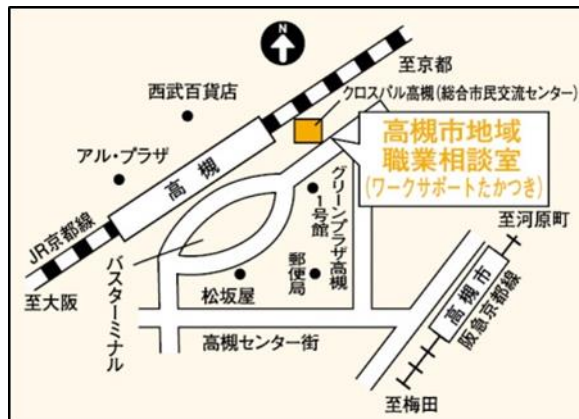 N
至京都
西武百貨店
クロスパル高槻(総合市民交流センター)
高槻市地域
職業相談室
(ワークサポートたかつき)
アル・プラザ
高槻
グリーンプラザ高槻
1号館
至河原町
JR京都線
バスターミナル
郵便局
高槻市
阪急京都線
至大阪
松坂屋
高槻センター街
至梅田